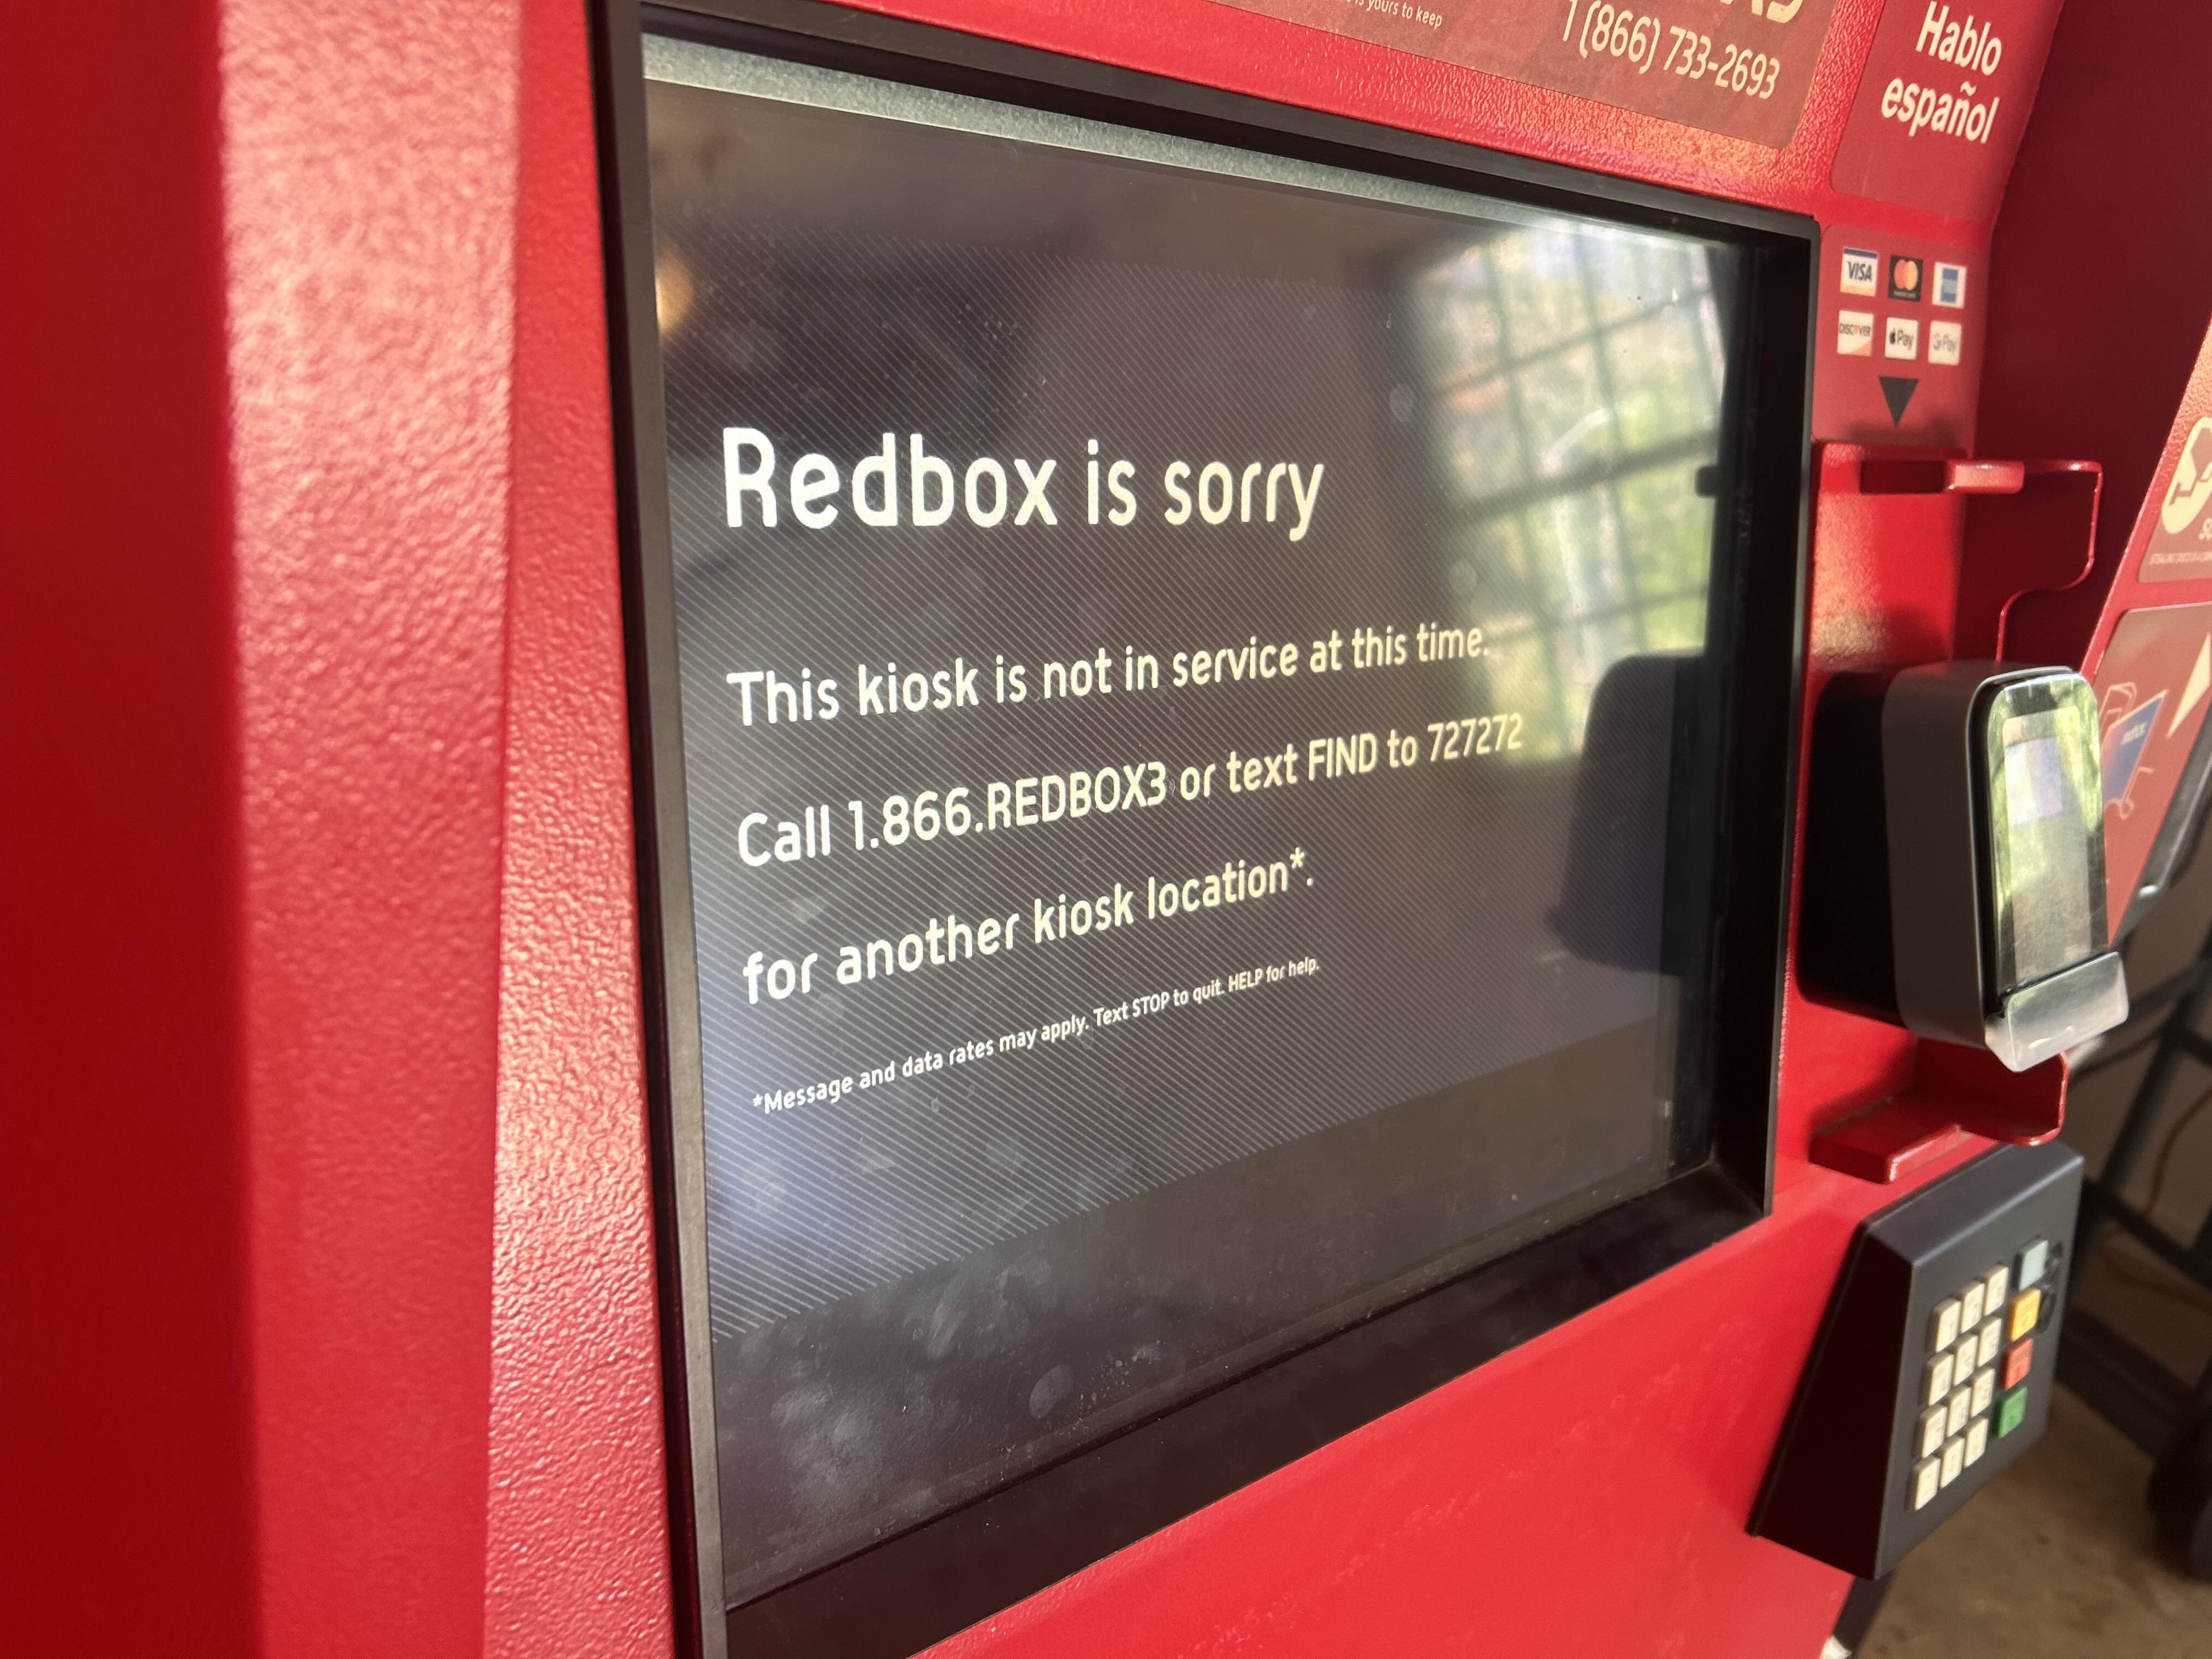 is yours to keep
1 (866) 733-2693
Hablo
español
VISA
DISCOVER
Pay
G Pay
Redbox is sorry
This kiosk is not in service at this time.
Call 1.866.REDBOX3 or text FIND to 727272
for another kiosk location*.
*Message and data rates may apply. Text STOP to quit. HELP for help.